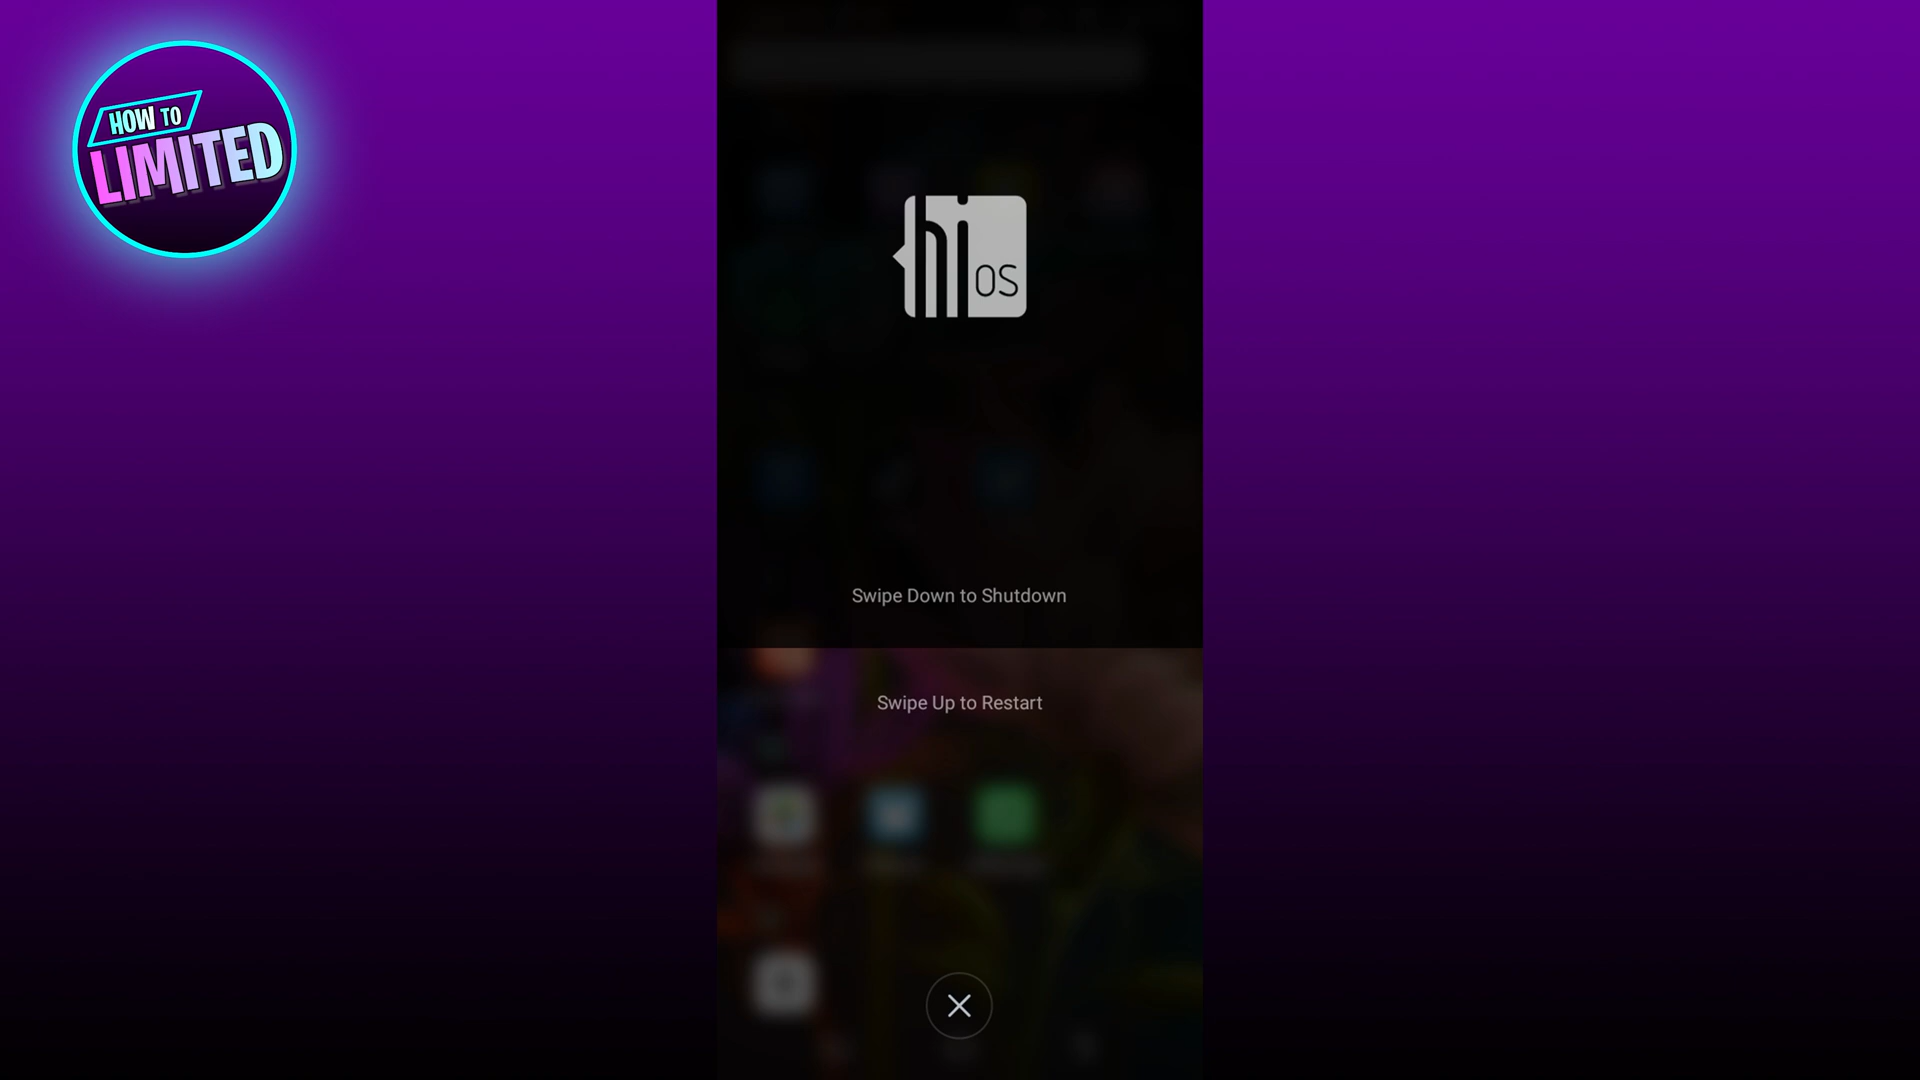 HOW TO
LIMITED
hi
OS
Swipe Down to Shutdown
Swipe Up to Restart